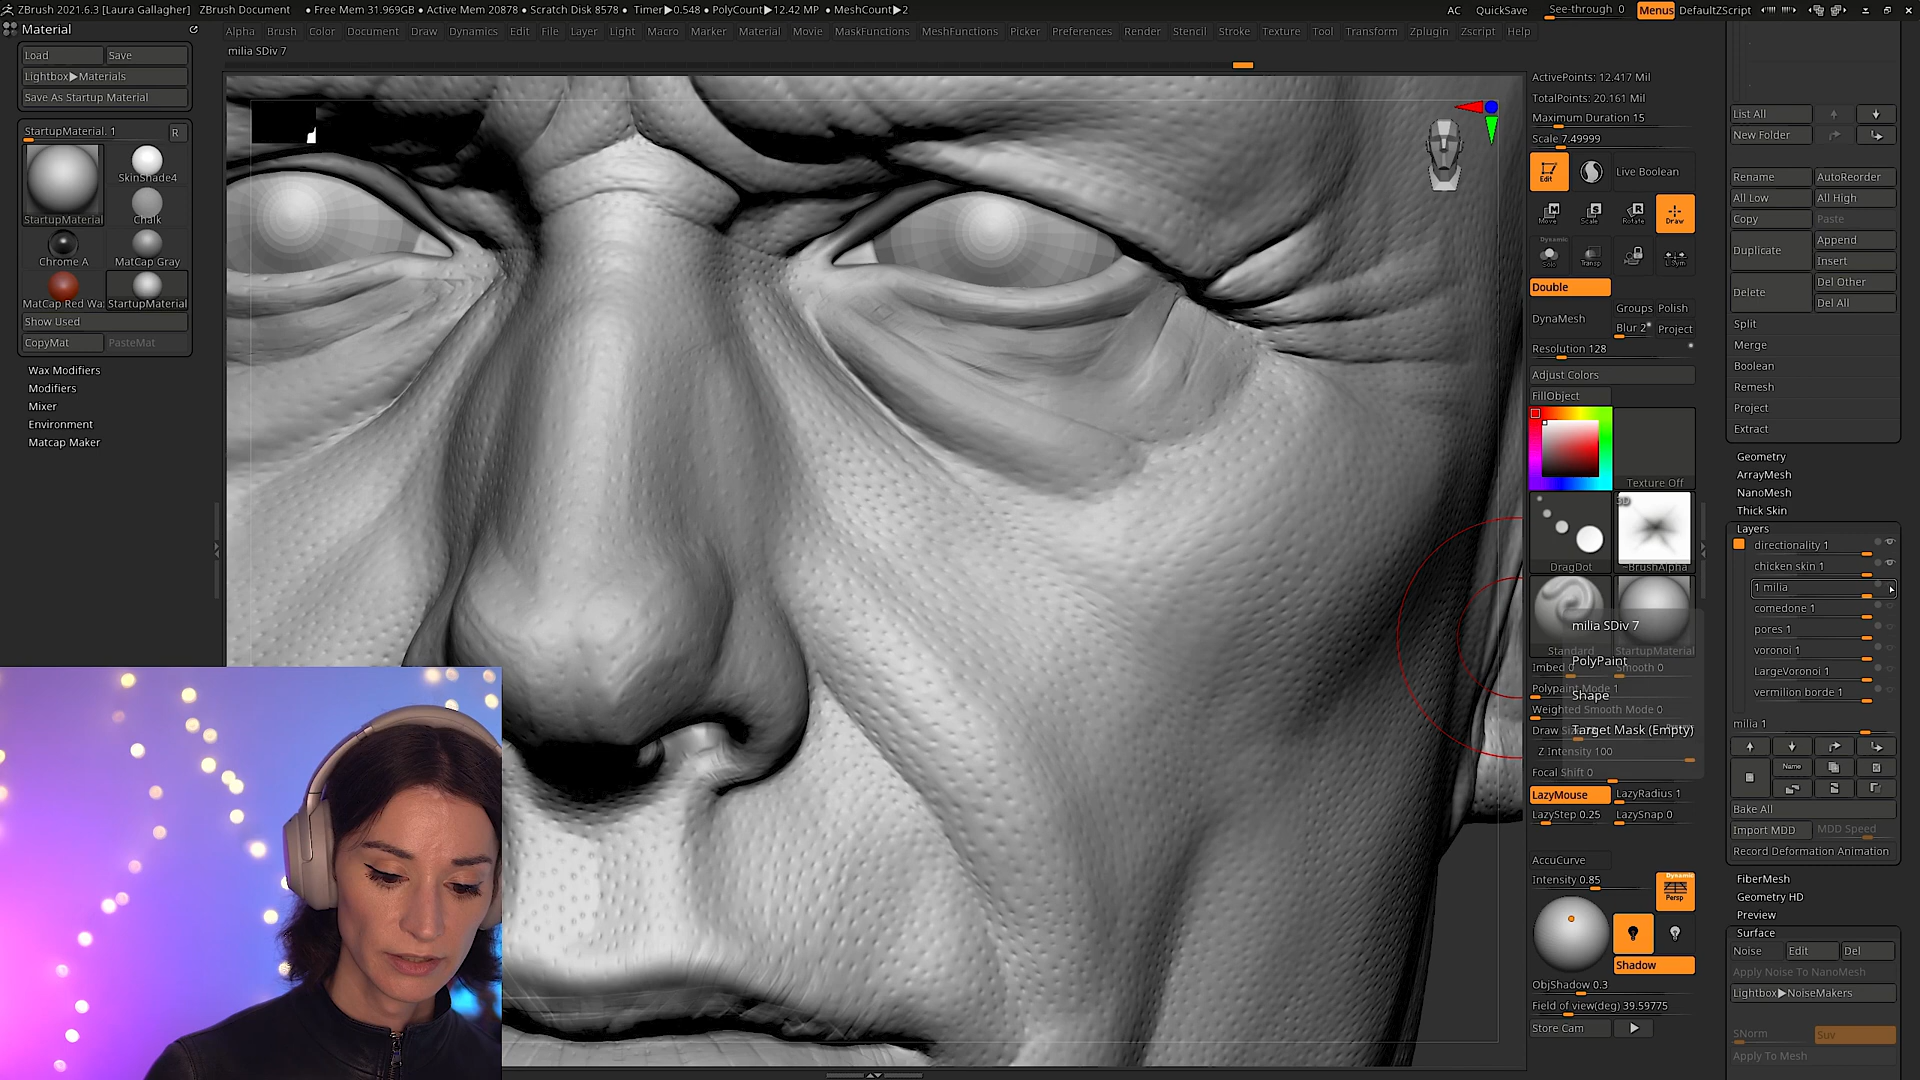 ZBrush 2021.6.3 [Laura Gallagher] ZBrush Document • Free Mem 31.969GB • Active Mem 20878 • Scratch Disk 8578 • Timer▶0.548 • PolyCount▶12.42 MP • MeshCount▶2 AC QuickSave See-through 0 Menus DefaultZScript
Alpha Brush Color Document Draw Dynamics Edit File Layer Light Macro Marker Material Movie MaskFunctions MeshFunctions Picker Preferences Render Stencil Stroke Texture Tool Transform Zplugin Zscript Help
milia SDiv 7
Material
Load Save
Lightbox▶Materials
Save As Startup Material
StartupMaterial. 1 R
StartupMaterial SkinShade4
Chalk
Chrome A MatCap Gray
MatCap Red Wa StartupMaterial
Show Used
CopyMat PasteMat
Wax Modifiers
Modifiers
Mixer
Environment
Matcap Maker
ActivePoints: 12.417 Mil
TotalPoints: 20.161 Mil
Maximum Duration 15
Scale 7.49999
Edit Live Boolean
Move Scale Rotate Draw
Dynamic
Solo Transp L.Sym
Double
DynaMesh Groups Polish
Blur 2 Project
Resolution 128
Adjust Colors
FillObject
Texture Off
DragDot ~BrushAlpha
Standard StartupMaterial
milia SDiv 7
PolyPaint
Shape
Target Mask (Empty)
Imbed 0 Smooth 0
Polypaint Mode 1
Weighted Smooth Mode 0
Z Intensity 100
Focal Shift 0
LazyMouse LazyRadius 1
LazyStep 0.25 LazySnap 0
AccuCurve
Intensity 0.85 Dynamic
Persp
Shadow
ObjShadow 0.3
Field of view(deg) 39.59775
Store Cam
List All
New Folder
Rename AutoReorder
All Low All High
Copy Paste
Duplicate Append
Insert
Delete Del Other
Del All
Split
Merge
Boolean
Remesh
Project
Extract
Geometry
ArrayMesh
NanoMesh
Thick Skin
Layers
directionality 1
chicken skin 1
1 milia
comedone 1
pores 1
voronoi 1
LargeVoronoi 1
vermilion borde 1
milia 1
Name
Bake All
Import MDD MDD Speed
Record Deformation Animation
FiberMesh
Geometry HD
Preview
Surface
Noise Edit Del
Apply Noise To NanoMesh
Lightbox▶NoiseMakers
SNorm Suv
Apply To Mesh